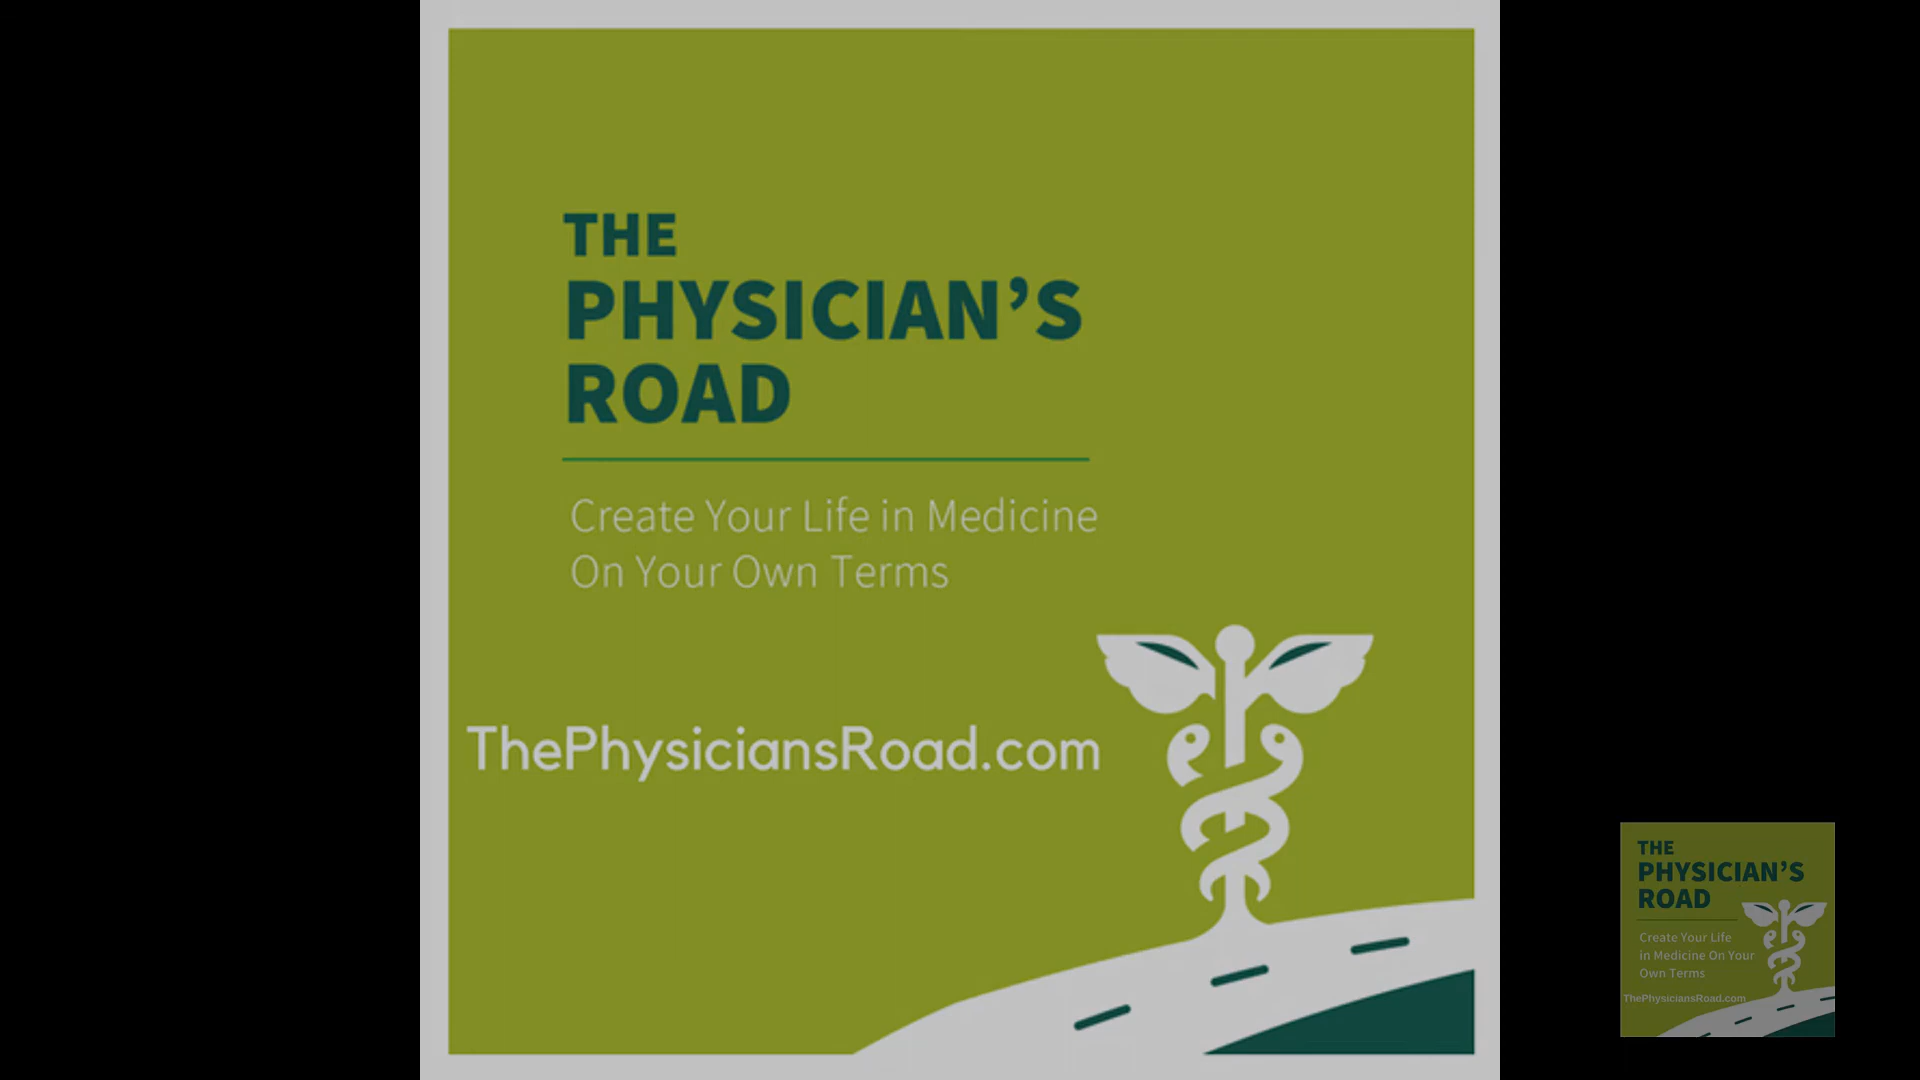 THE
PHYSICIAN’S
ROAD
Create Your Life in Medicine
On Your Own Terms
ThePhysiciansRoad.com
THE
PHYSICIAN’S
ROAD
Create Your Life
in Medicine On Your
Own Terms
ThePhysiciansRoad.com